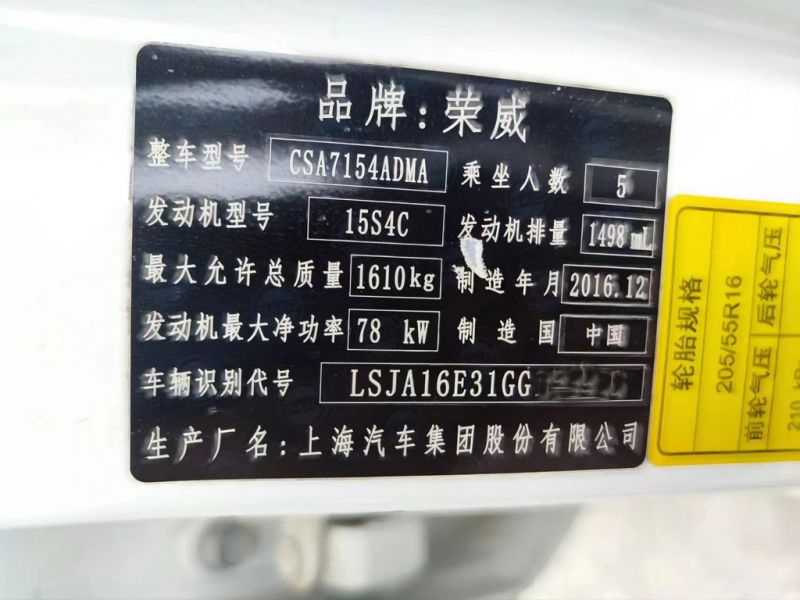 品牌:荣威
整车型号 CSA7154ADMA 乘坐人数 5
发动机型号 15S4C 发动机排量 1498 mL
最大允许总质量 1610kg 制造年月 2016.12
发动机最大净功率 78 kW 制造国 中国
车辆识别代号 LSJA16E31GG
生产厂名:上海汽车集团股份有限公司
轮胎规格
205/55R16
前轮气压 后轮气压
210